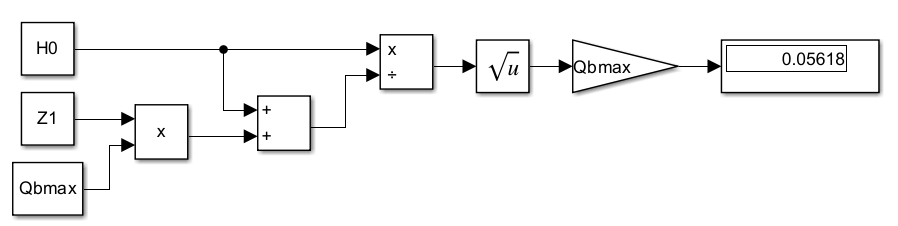 H0
x
÷
√u
Qbmax
0.05618
Z1
x
+
+
Qbmax